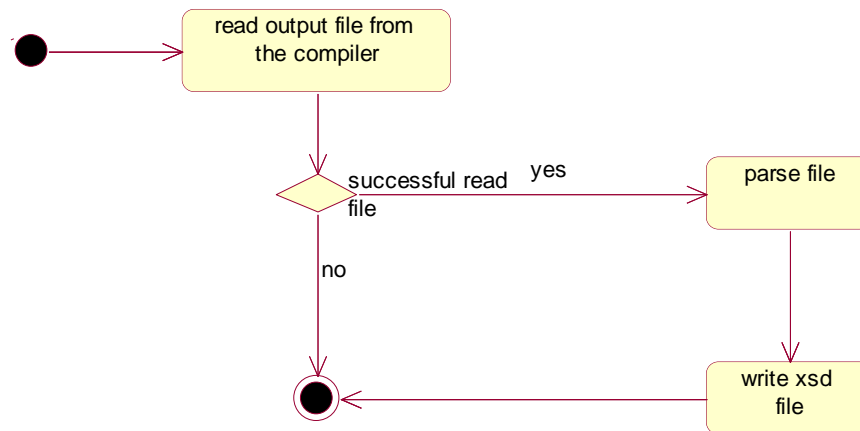 read output file from
the compiler
successful read
file
yes
parse file
no
write xsd
file